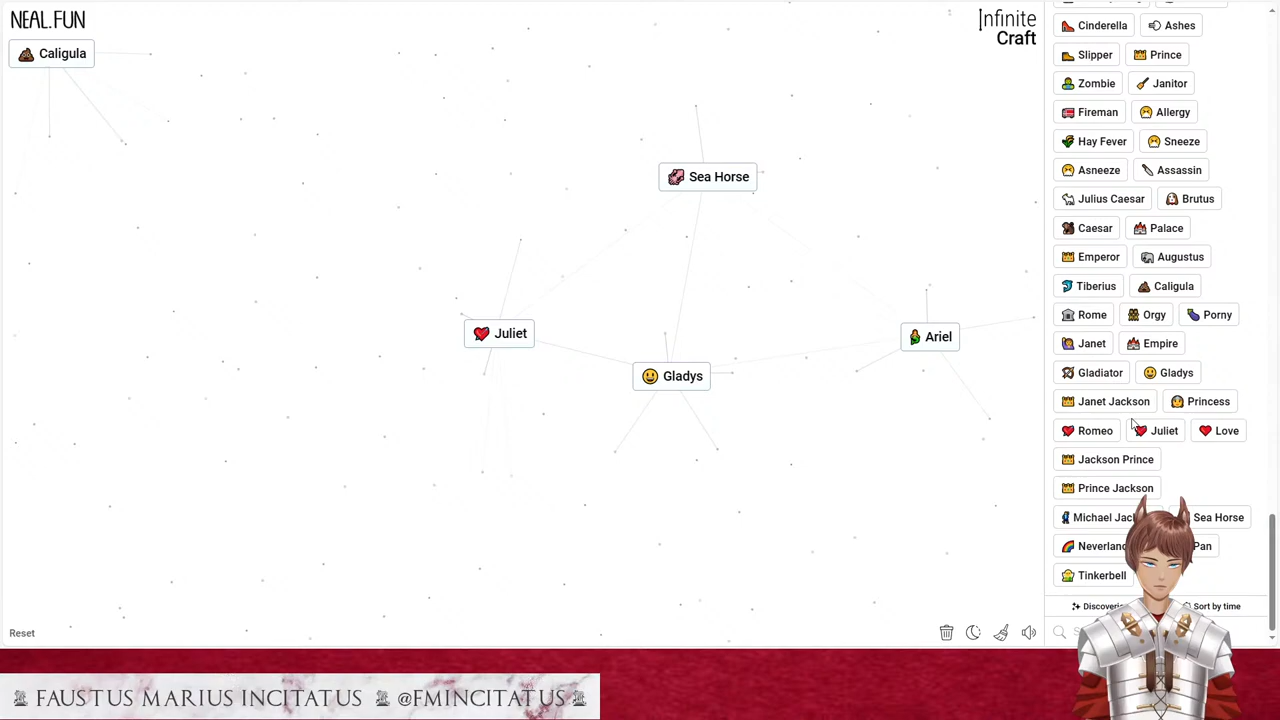 NEAL.FUN
Infinite
Craft
Caligula
Sea Horse
Juliet
Ariel
Gladys
Reset
Cinderella Ashes
Slipper Prince
Zombie Janitor
Fireman Allergy
Hay Fever Sneeze
Asneeze Assassin
Julius Caesar Brutus
Caesar Palace
Emperor Augustus
Tiberius Caligula
Rome Orgy Porny
Janet Empire
Gladiator Gladys
Janet Jackson Princess
Romeo Juliet Love
Jackson Prince
Prince Jackson
Michael Sea Horse
Pan
Tinkerbell
Sort by time
FAUSTUS MARIUS INCITATUS @FMINCITATUS